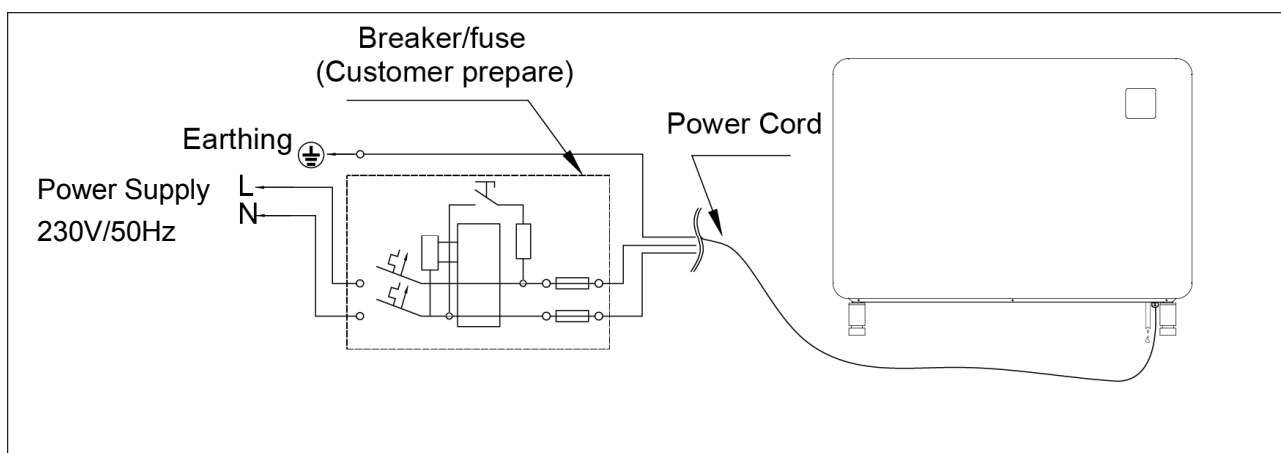 Breaker/fuse
(Customer prepare)
Power Cord
Earthing
Power Supply L
N
230V/50Hz